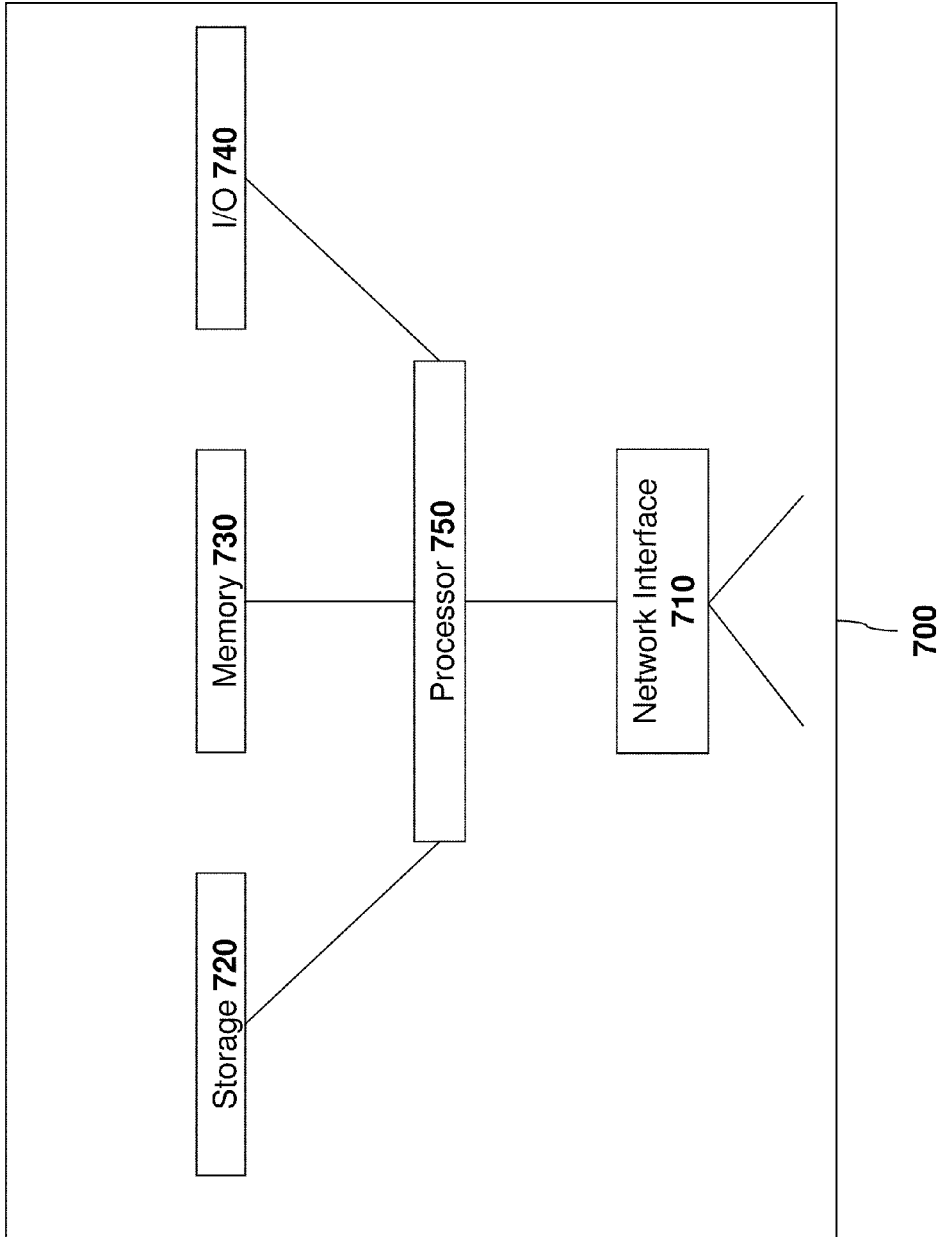 Storage 720
Memory 730
I/O 740
Processor 750
Network Interface
710
700